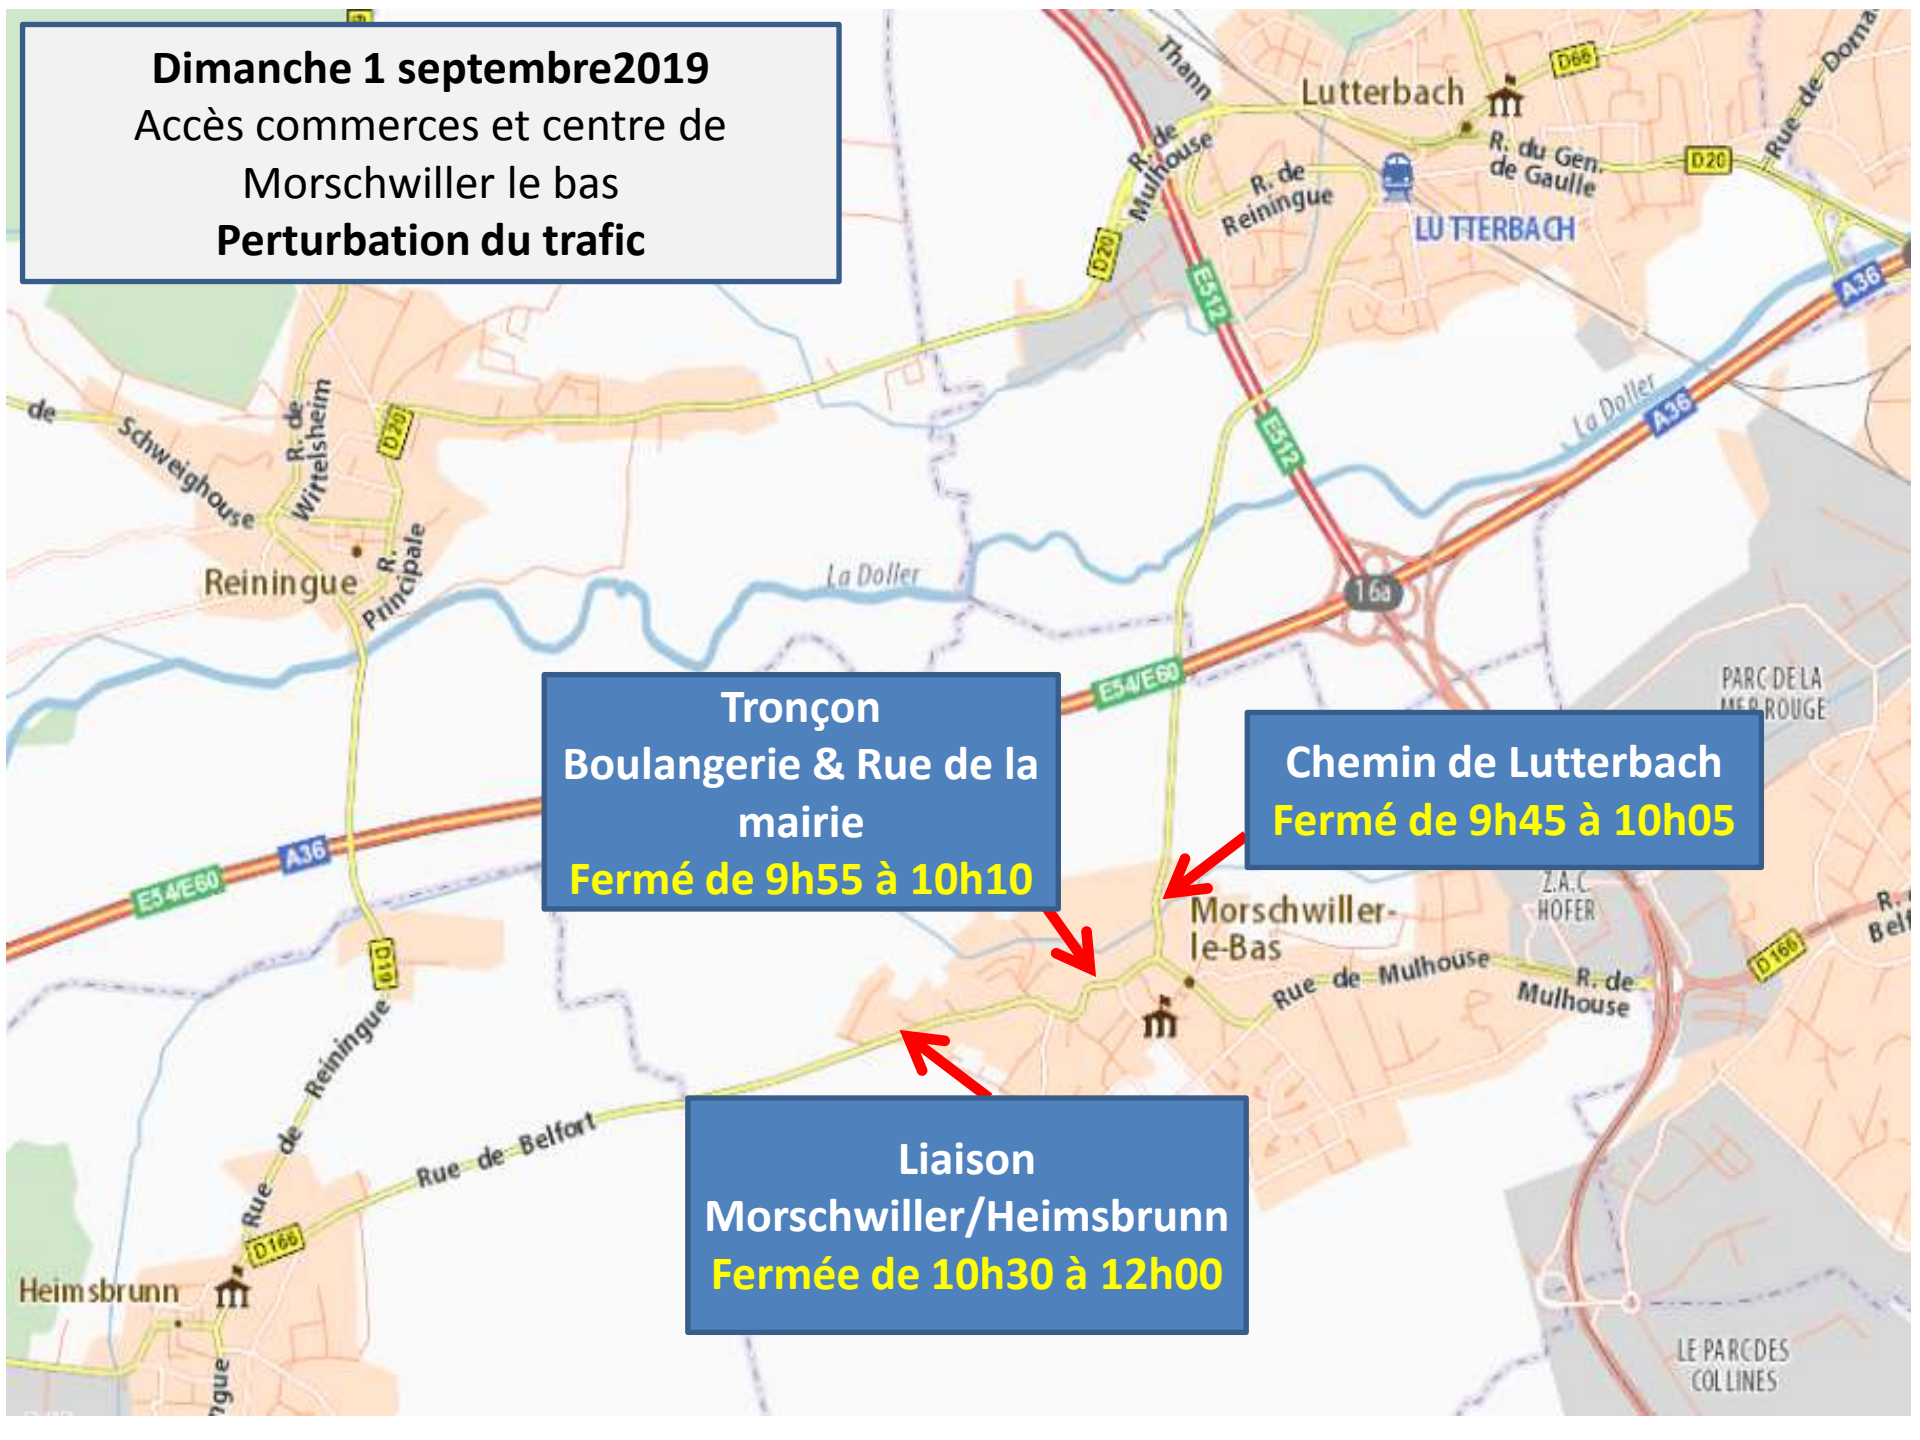 Dimanche 1 septembre2019
Accès commerces et centre de
Morschwiller le bas
Perturbation du trafic
Thann
R. de
Mulhouse
Lutterbach
D66
Rue de
R. du Gén.
de Gaulle
D20
R. de
Reiningue
LUTTERBACH
D20
E512
A36
de
Schweighouse
R. de
Wittelsheim
D20
E512
La Doller
A36
R.
Principale
Reiningue
La Doller
16a
E54/E60
PARC DE LA
MER ROUGE
Tronçon
Boulangerie & Rue de la
mairie
Fermé de 9h55 à 10h10
Chemin de Lutterbach
Fermé de 9h45 à 10h05
A36
E54/E60
Z.A.C.
HOFER
R.
Morschwiller-
le-Bas
D19
D166
Rue de Mulhouse
R. de
Mulhouse
Rue de Reiningue
Rue de Belfort
D166
Liaison
Morschwiller/Heimsbrunn
Fermée de 10h30 à 12h00
Heimsbrunn
LE PARC DES
COLLINES